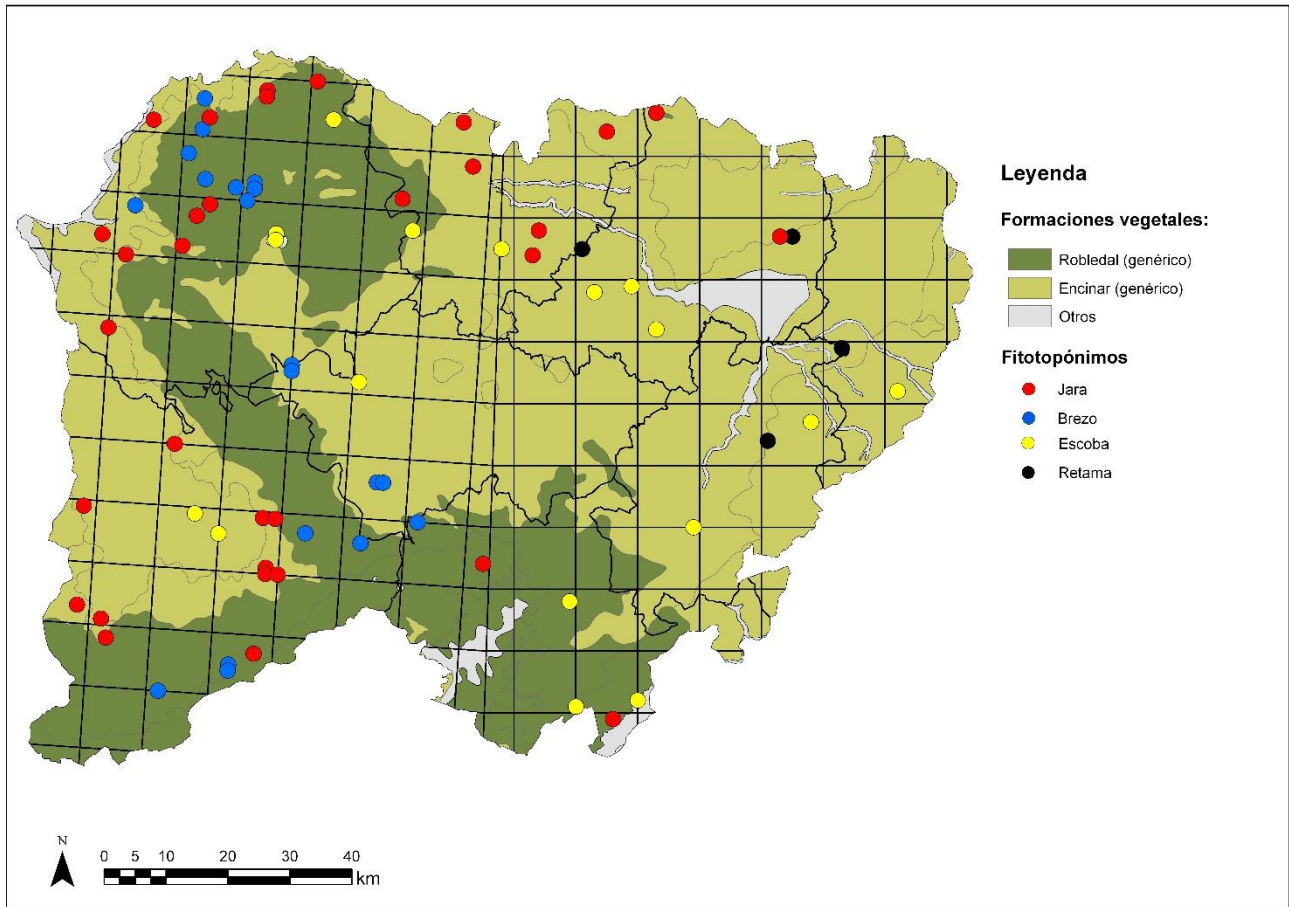 Leyenda
Formaciones vegetales:
Robledal (genérico)
Encinar (genérico)
Otros
Fitotopónimos
Jara
Brezo
Escoba
Retama
N
0 5 10 20 30 40
km